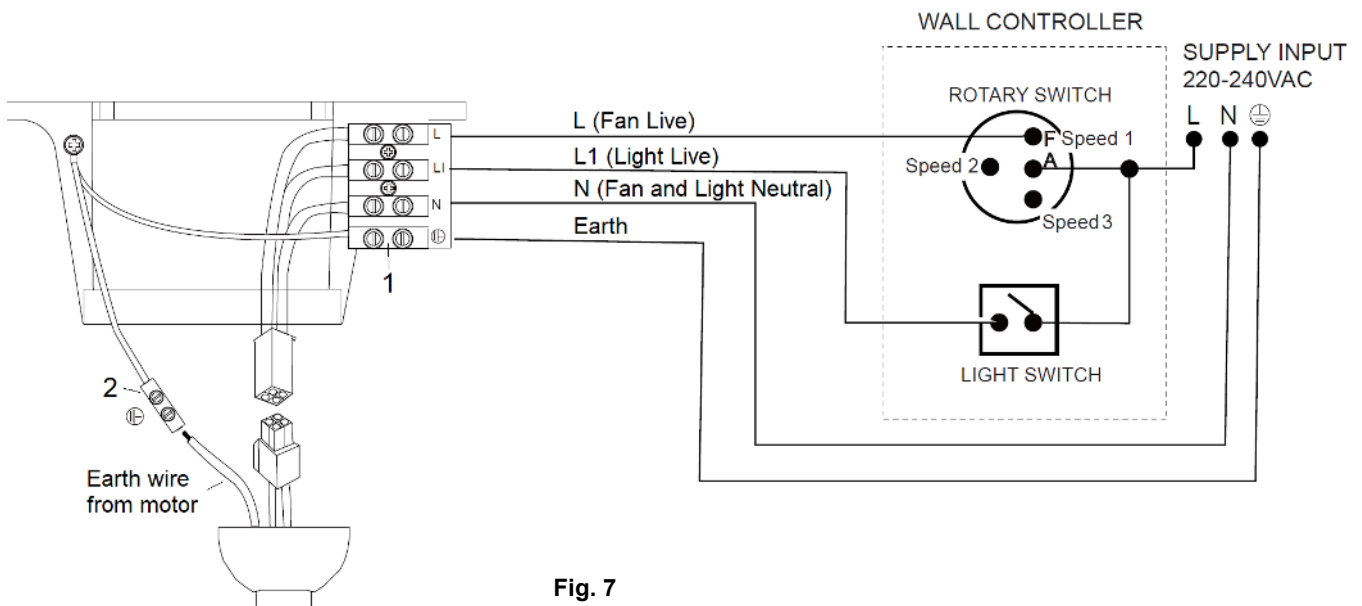 WALL CONTROLLER
SUPPLY INPUT
220-240VAC
L N
ROTARY SWITCH
F Speed 1
Speed 2
A
Speed 3
LIGHT SWITCH
L (Fan Live)
L1 (Light Live)
N (Fan and Light Neutral)
Earth
L
LI
N
1
2
Earth wire
from motor
Fig. 7